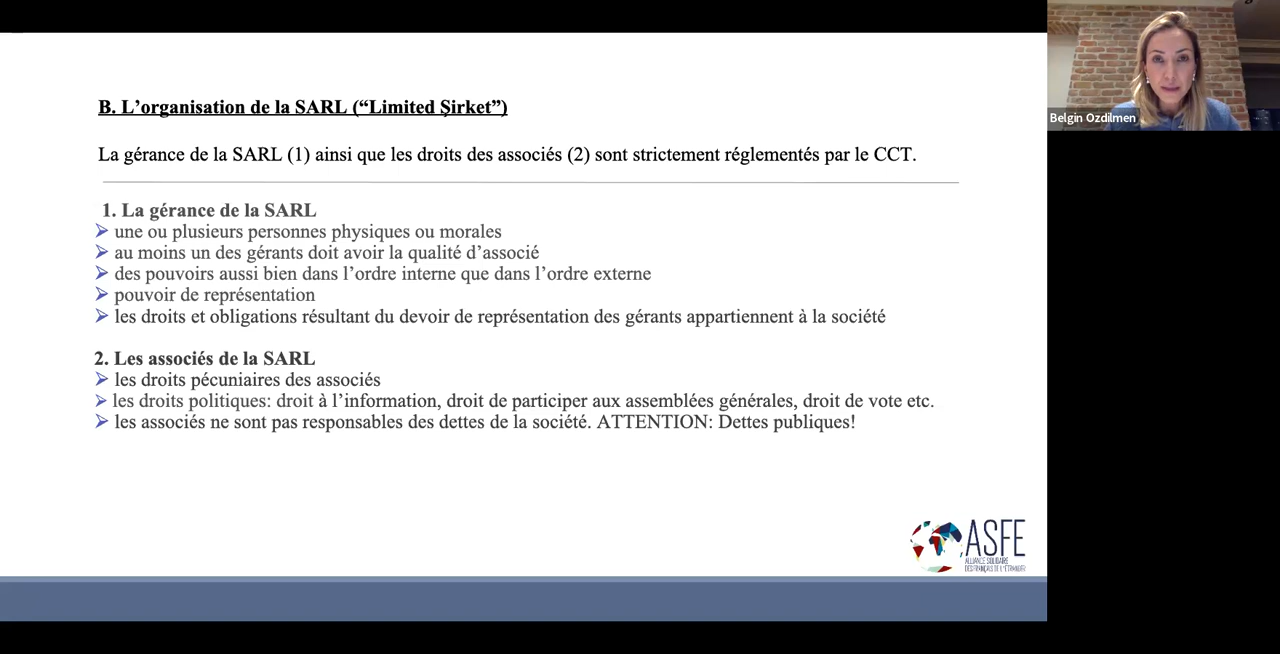 B. L’organisation de la SARL (“Limited Şirket”)
La gérance de la SARL (1) ainsi que les droits des associés (2) sont strictement réglementés par le CCT.
1. La gérance de la SARL
➢ une ou plusieurs personnes physiques ou morales
➢ au moins un des gérants doit avoir la qualité d’associé
➢ des pouvoirs aussi bien dans l’ordre interne que dans l’ordre externe
➢ pouvoir de représentation
➢ les droits et obligations résultant du devoir de représentation des gérants appartiennent à la société
2. Les associés de la SARL
➢ les droits pécuniaires des associés
➢ les droits politiques: droit à l’information, droit de participer aux assemblées générales, droit de vote etc.
➢ les associés ne sont pas responsables des dettes de la société. ATTENTION: Dettes publiques!
ASFE
ALLIANCE SOLIDAIRE
DES FRANÇAIS DE L'ÉTRANGER
Belgin Ozdilmen